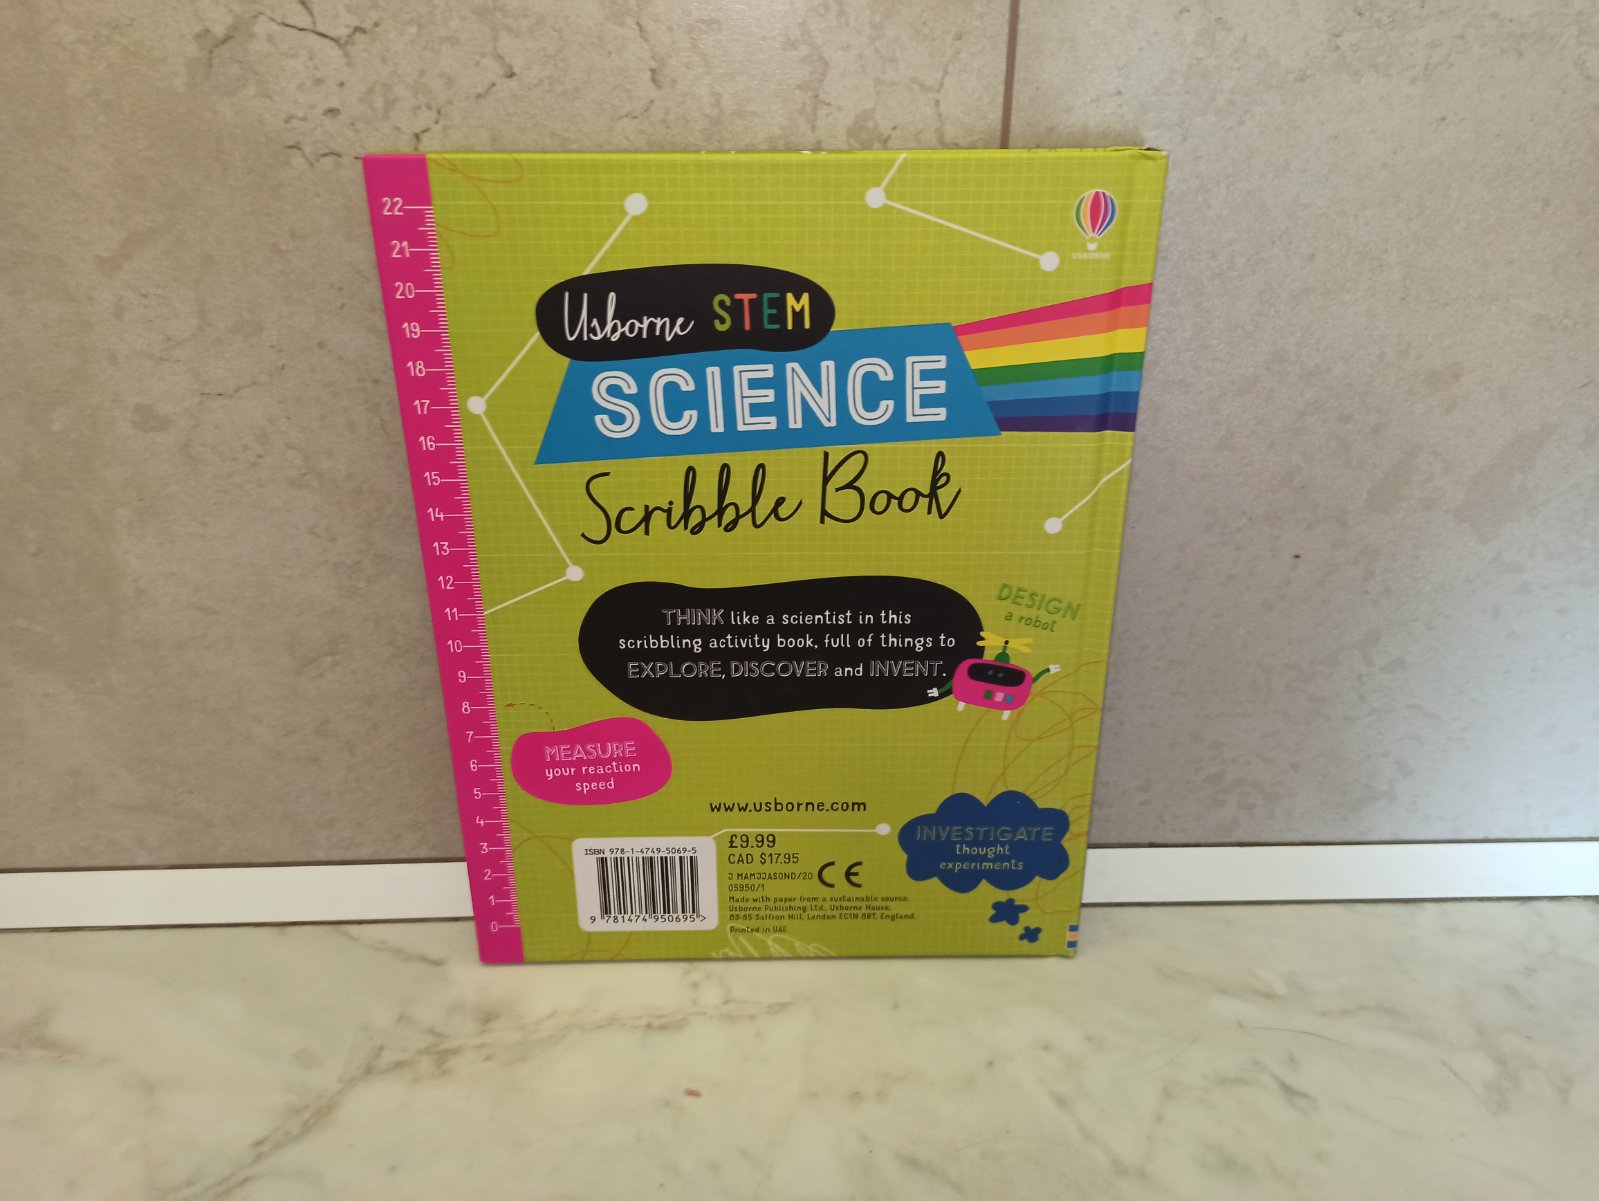 22
21
20
19
18
17
16
15
14
13
12
11
10
9
8
7
6
5
4
3
2
1
0
USBORNE
Usborne STEM
SCIENCE
Scribble Book
DESIGN
a robot
THINK like a scientist in this
scribbling activity book, full of things to
EXPLORE, DISCOVER and INVENT.
MEASURE
your reaction
speed
www.usborne.com
INVESTIGATE
thought
experiments
ISBN 978-1-4749-5069-5
9 781474 950695 >
£9.99
CAD $17.95
J MAMJJASOND/20
05950/1
CE
Made with paper from a sustainable source.
Usborne Publishing Ltd., Usborne House,
83-85 Saffron Hill, London EC1N 8RT, England.
Printed in UAE